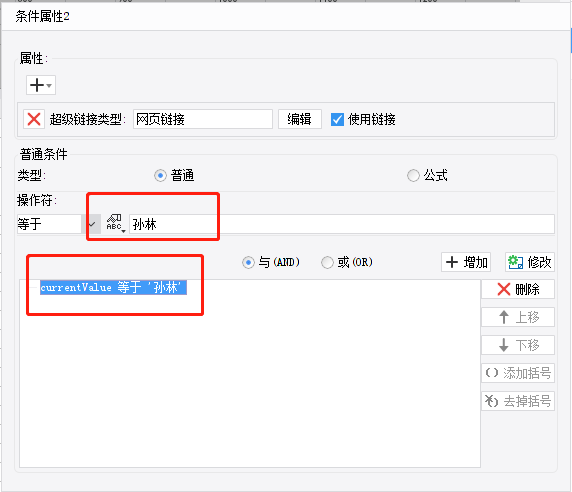 条件属性2
属性:
超级链接类型: 网页链接 编辑 使用链接
普通条件
类型: 普通 公式
操作符:
等于 ABC 孙林
与(AND) 或(OR) 增加 修改
currentValue 等于 '孙林'
删除
上移
下移
() 添加括号
去掉括号